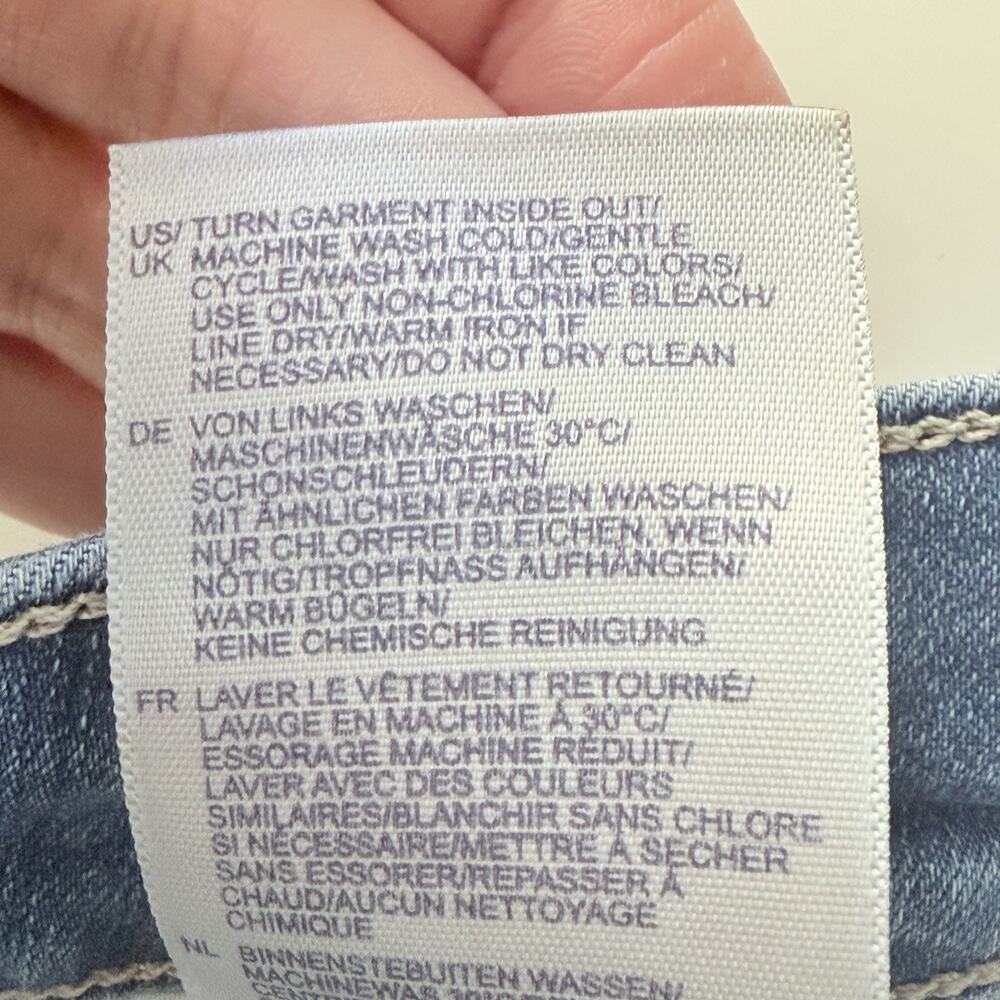 US/ TURN GARMENT INSIDE OUT/
UK MACHINE WASH COLD/GENTLE
CYCLE/WASH WITH LIKE COLORS/
USE ONLY NON-CHLORINE BLEACH/
LINE DRY/WARM IRON IF
NECESSARY/DO NOT DRY CLEAN
DE VON LINKS WASCHEN/
MASCHINENWÄSCHE 30°C/
SCHONSCHLEUDERN/
MIT ÄHNLICHEN FARBEN WASCHEN/
NUR CHLORFREI BLEICHEN, WENN
NÖTIG/TROPFNASS AUFHÄNGEN/
WARM BÜGELN/
KEINE CHEMISCHE REINIGUNG
FR LAVER LE VÊTEMENT RETOURNÉ/
LAVAGE EN MACHINE À 30°C/
ESSORAGE MACHINE RÉDUIT/
LAVER AVEC DES COULEURS
SIMILAIRES/BLANCHIR SANS CHLORE
SI NÉCESSAIRE/METTRE À SÉCHER
SANS ESSORER/REPASSER À
CHAUD/AUCUN NETTOYAGE
CHIMIQUE
NL BINNENSTEBUITEN WASSEN/
MACHINEWAS 30°C